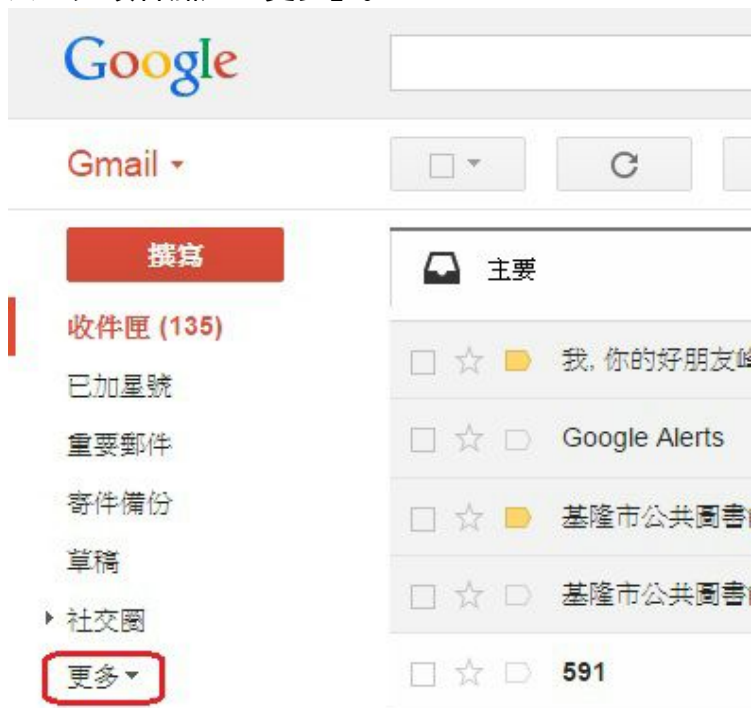 Google
Gmail
撰寫
主要
收件匣 (135)
已加星號
重要郵件
寄件備份
草稿
社交圈
更多
我, 你的好朋友
Google Alerts
基隆市公共圖書
基隆市公共圖書
591